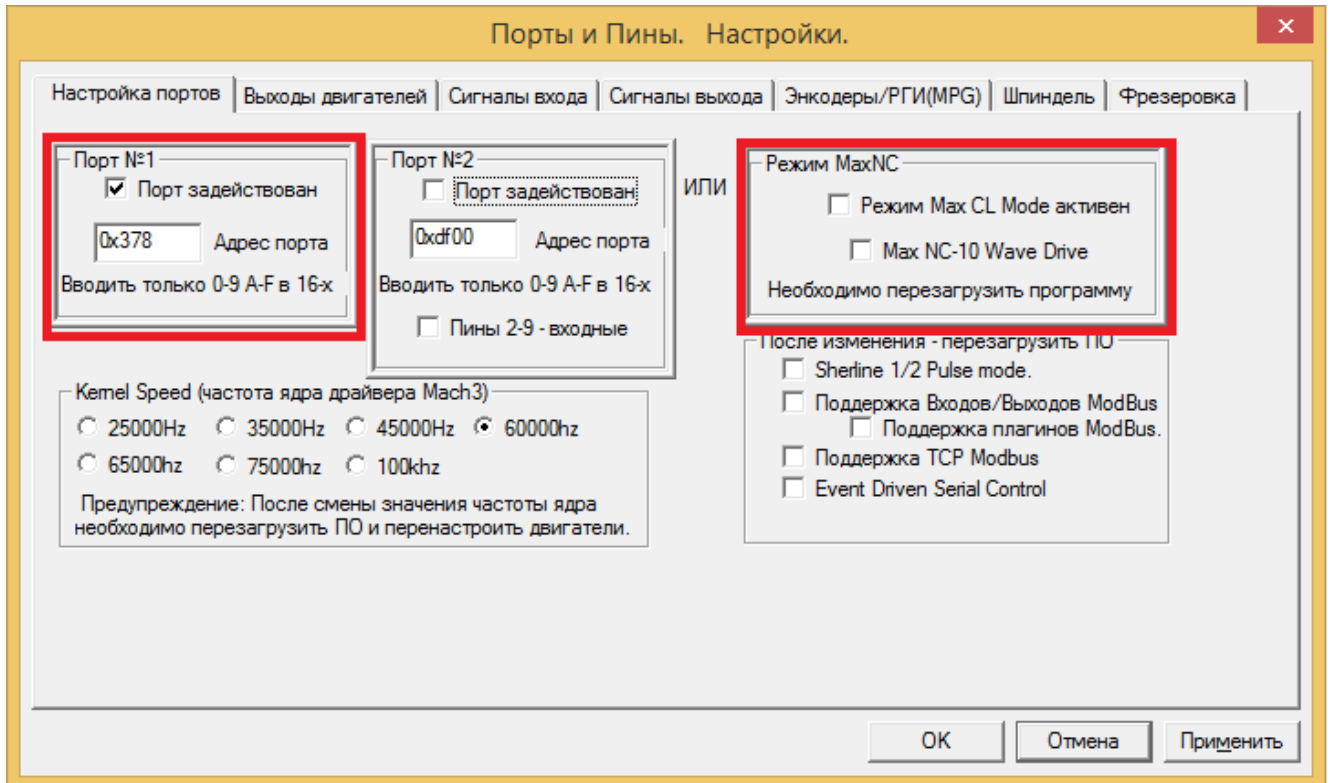 Порты и Пины. Настройки.
Настройка портов
Выходы двигателей
Сигналы входа
Сигналы выхода
Энкодеры/РГИ(MPG)
Шпиндель
Фрезеровка
Порт №1
Порт задействован
0x378
Адрес порта
Вводить только 0-9 A-F в 16-х
Порт №2
Порт задействован
0xdf00
Адрес порта
Вводить только 0-9 A-F в 16-х
Пины 2-9 - входные
ИЛИ
Режим MaxNC
Режим Max CL Mode активен
Max NC-10 Wave Drive
Необходимо перезагрузить программу
Kernel Speed (частота ядра драйвера Mach3)
25000Hz
35000Hz
45000Hz
60000hz
65000hz
75000hz
100khz
Предупреждение: После смены значения частоты ядра
необходимо перезагрузить ПО и перенастроить двигатели.
После изменения - перезагрузить ПО
Sherline 1/2 Pulse mode.
Поддержка Входов/Выходов ModBus
Поддержка плагинов ModBus.
Поддержка TCP Modbus
Event Driven Serial Control
OK
Отмена
Применить